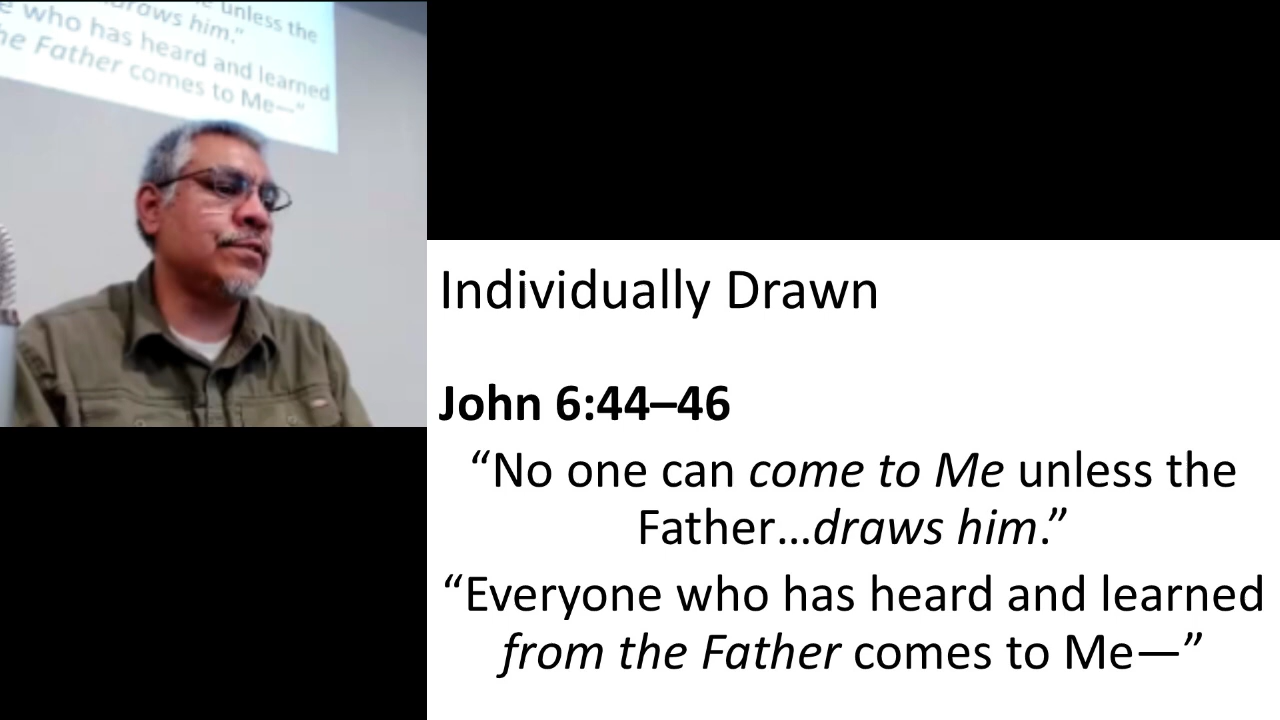 unless the
draws him.”
e who has heard and learned
he Father comes to Me—”
Individually Drawn
John 6:44–46
“No one can come to Me unless the
Father...draws him.”
“Everyone who has heard and learned
from the Father comes to Me—”